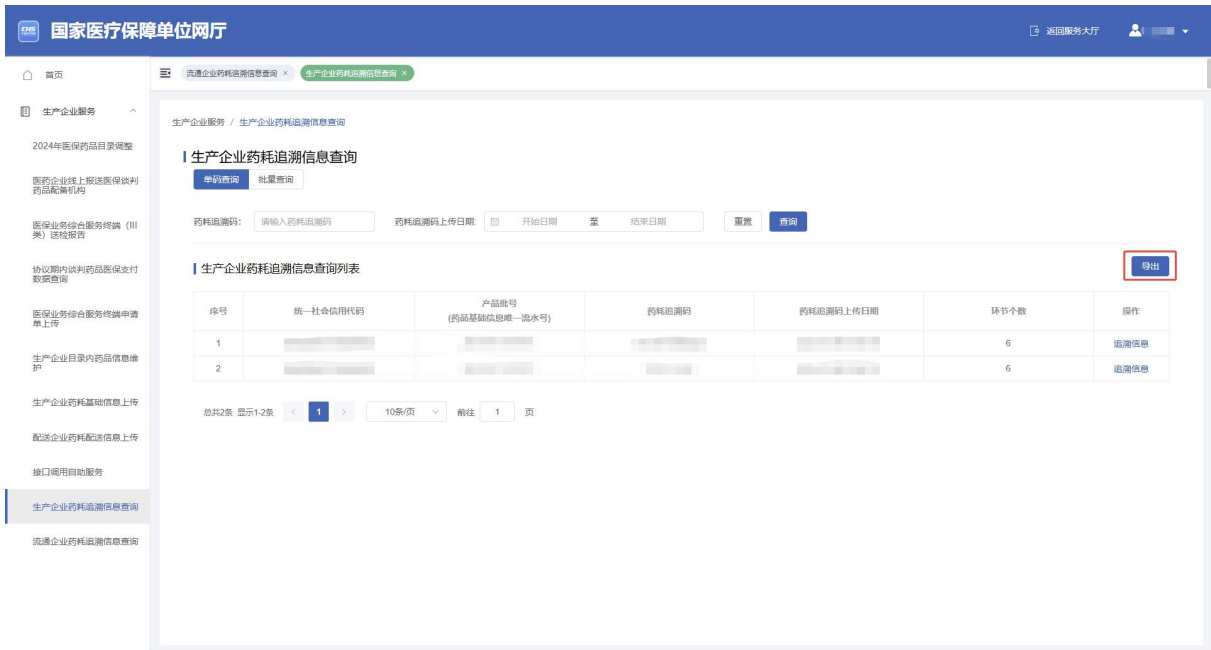 CHS
国家医疗保障单位网厅
返回服务大厅
首页
流通企业药耗追溯信息查询 ×
生产企业药耗追溯信息查询 ×
生产企业服务
2024年医保药品目录调整
医药企业线上报送医保谈判
药品配备机构
医保业务综合服务终端（III
类）送检报告
协议期内谈判药品医保支付
数据查询
医保业务综合服务终端申请
单上传
生产企业目录内药品信息维
护
生产企业药耗基础信息上传
配送企业药耗配送信息上传
接口调用自助服务
生产企业药耗追溯信息查询
流通企业药耗追溯信息查询
生产企业服务 / 生产企业药耗追溯信息查询
生产企业药耗追溯信息查询
单码查询 批量查询
药耗追溯码: 请输入药耗追溯码 药耗追溯码上传日期: 开始日期 至 结束日期 重置 查询
生产企业药耗追溯信息查询列表 导出
序号 统一社会信用代码 产品批号 药耗追溯码 药耗追溯码上传日期 环节个数 操作
(药品基础信息唯一流水号)
1 6 追溯信息
2 6 追溯信息
总共2条 显示1-2条 < 1 > 10条/页 前往 1 页